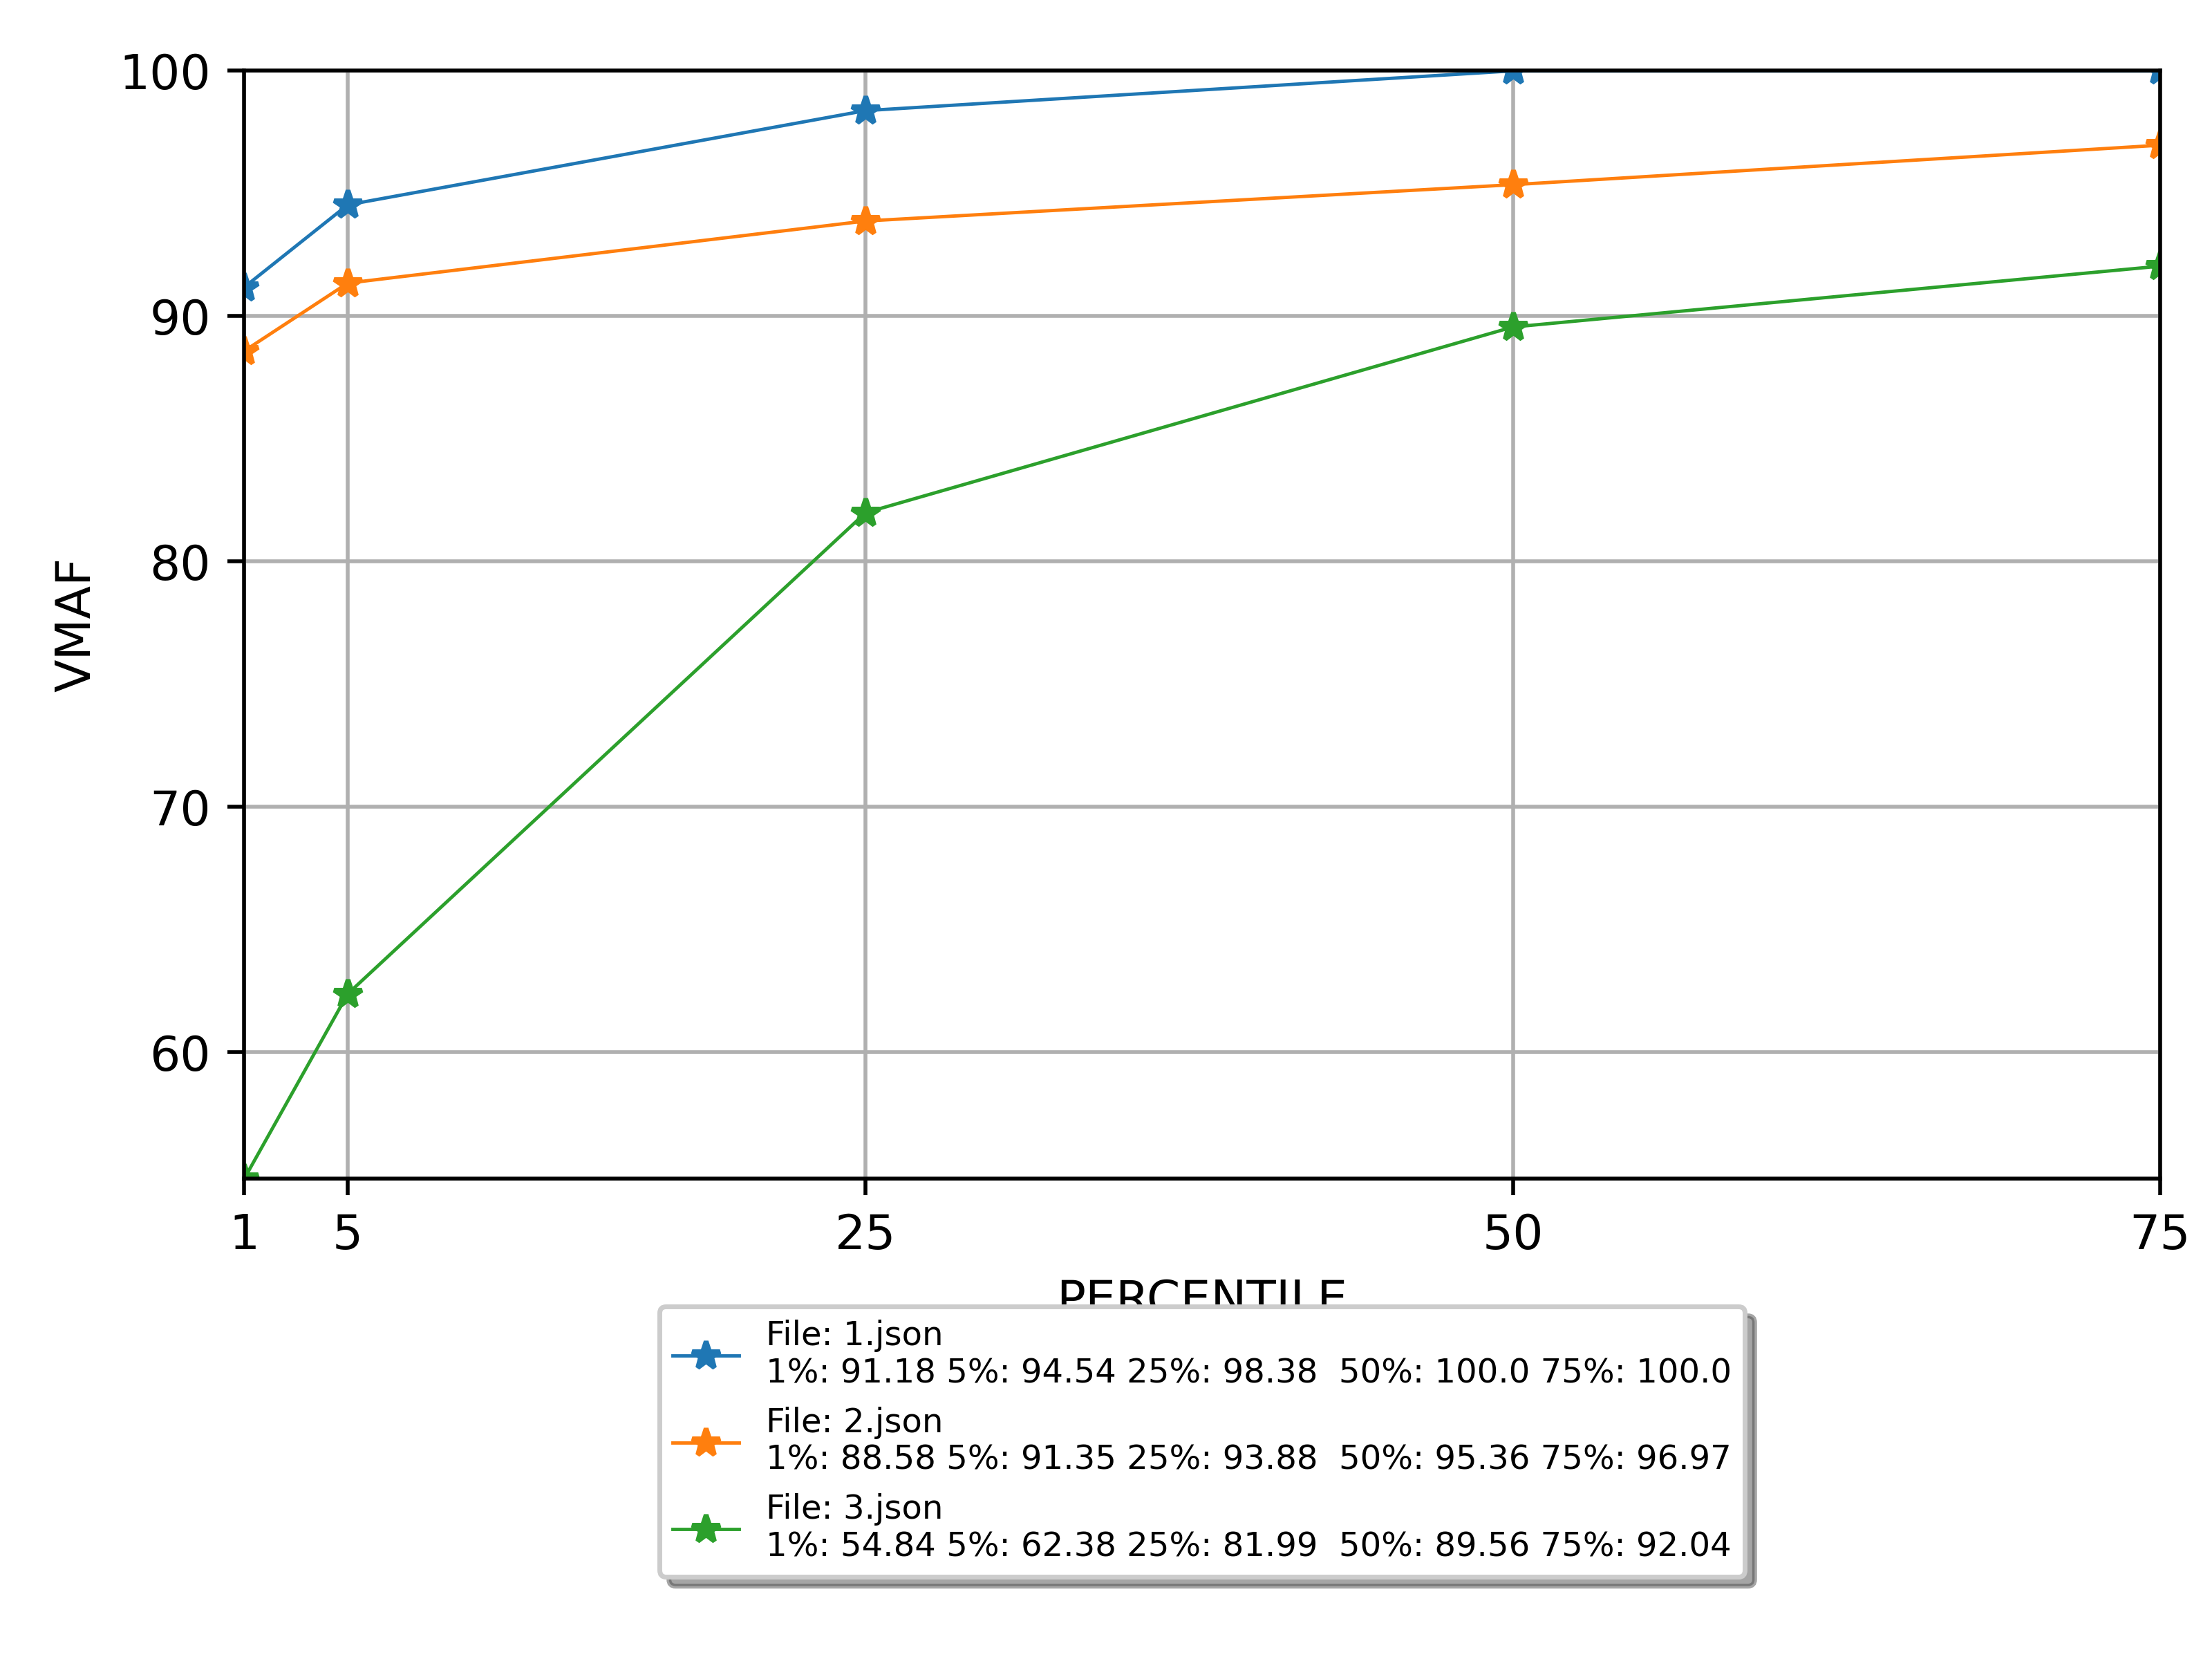 100
90
80
70
60
VMAF
1 5 25 50 75
PERCENTILE
File: 1.json
1%: 91.18 5%: 94.54 25%: 98.38  50%: 100.0 75%: 100.0
File: 2.json
1%: 88.58 5%: 91.35 25%: 93.88  50%: 95.36 75%: 96.97
File: 3.json
1%: 54.84 5%: 62.38 25%: 81.99  50%: 89.56 75%: 92.04